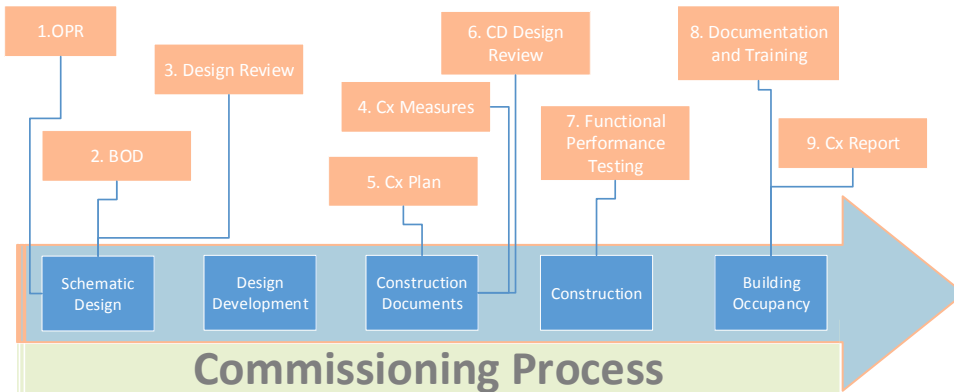 1.OPR
2. BOD
3. Design Review
4. Cx Measures
5. Cx Plan
6. CD Design
Review
7. Functional
Performance
Testing
8. Documentation
and Training
9. Cx Report
Schematic
Design
Design
Development
Construction
Documents
Construction
Building
Occupancy
Commissioning Process